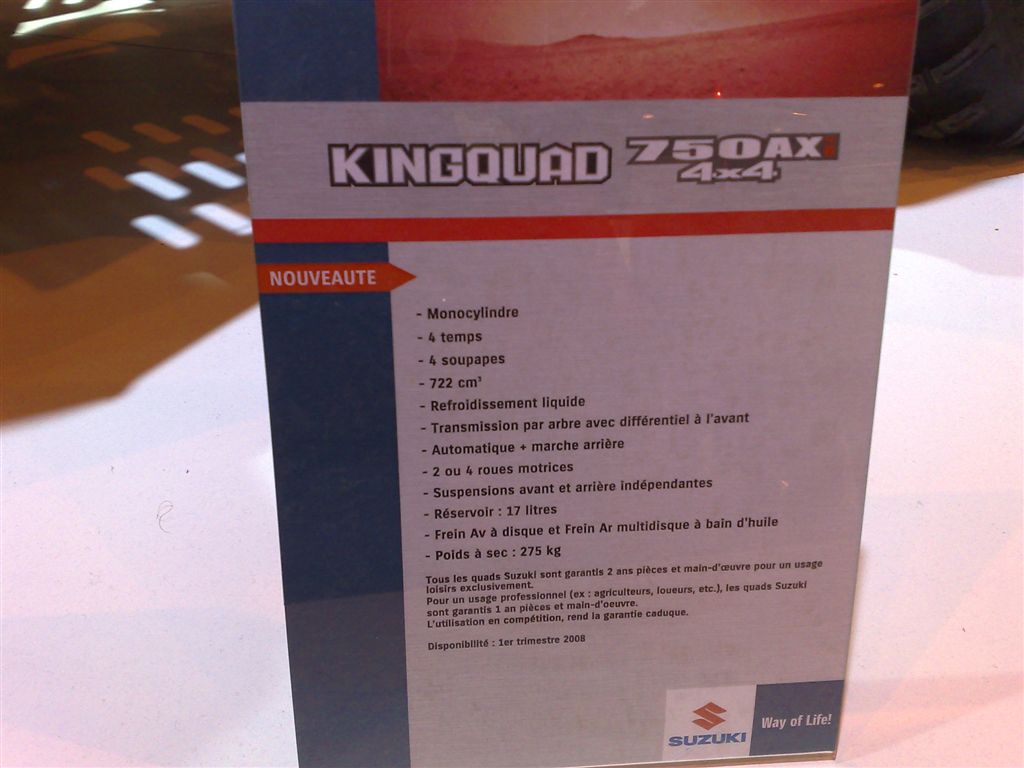 KINGQUAD 750AXi
4x4
NOUVEAUTE
- Monocylindre
- 4 temps
- 4 soupapes
- 722 cm³
- Refroidissement liquide
- Transmission par arbre avec différentiel à l'avant
- Automatique + marche arrière
- 2 ou 4 roues motrices
- Suspensions avant et arrière indépendantes
- Réservoir : 17 litres
- Frein Av à disque et Frein Ar multidisque à bain d'huile
- Poids à sec : 275 kg
Tous les quads Suzuki sont garantis 2 ans pièces et main-d'œuvre pour un usage
loisirs exclusivement.
Pour un usage professionnel (ex : agriculteurs, loueurs, etc.), les quads Suzuki
sont garantis 1 an pièces et main-d'oeuvre.
L'utilisation en compétition, rend la garantie caduque.
Disponibilité : 1er trimestre 2008
SUZUKI
Way of Life!